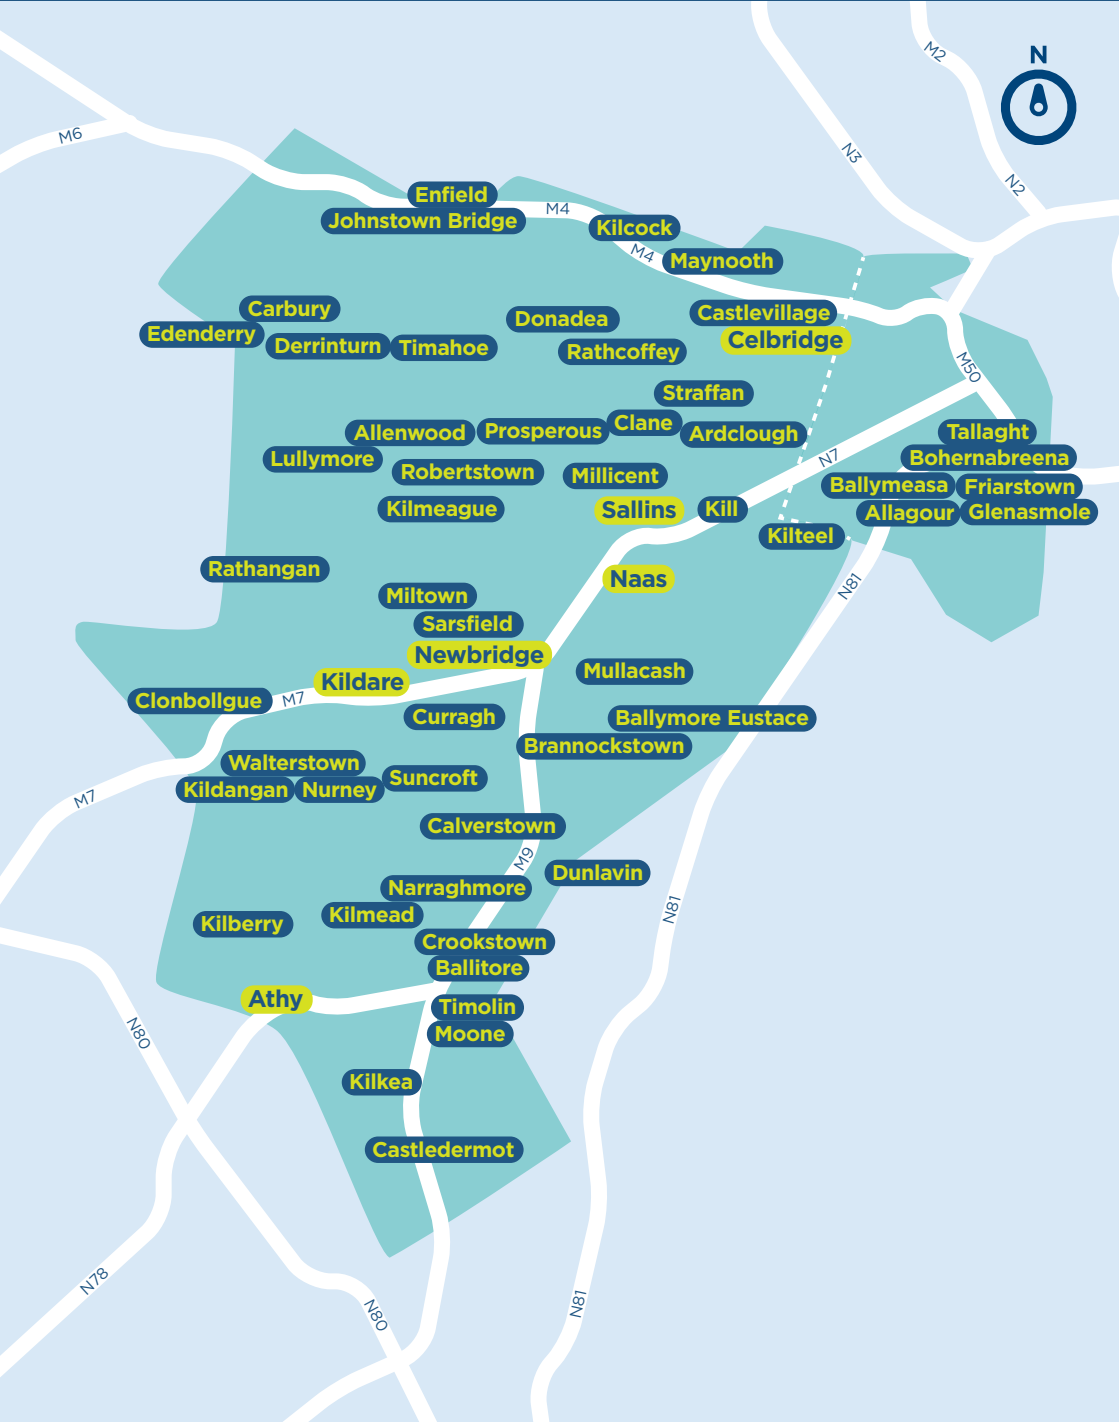 N
M2
M6
N3
N2
Enfield
M4
Johnstown Bridge
Kilcock
M4
Maynooth
Carbury
Castlevillage
Donadea
Edenderry
Celbridge
Derrinturn
Timahoe
Rathcoffey
M50
Straffan
Clane
Allenwood
Prosperous
Ardclough
Tallaght
Lullymore
N7
Bohernabreena
Robertstown
Millicent
Ballymeasa
Friarstown
Kilmeague
Sallins
Kill
Allagour
Glenasmole
Kilteel
Rathangan
Naas
N81
Miltown
Sarsfield
Newbridge
Mullacash
Kildare
Clonbollgue
M7
Curragh
Ballymore Eustace
Brannockstown
Walterstown
Suncroft
Kildangan
Nurney
M7
Calverstown
M9
Dunlavin
Narraghmore
N81
Kilmead
Kilberry
Crookstown
Ballitore
Athy
Timolin
N80
Moone
Kilkea
Castledermot
N78
N81
N80